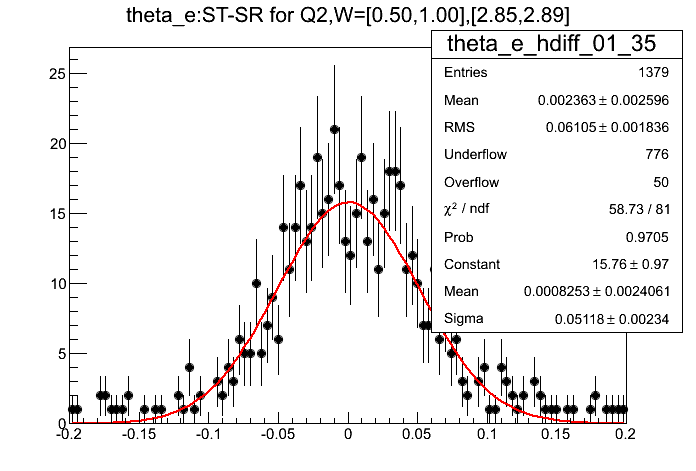 theta_e:ST-SR for Q2,W=[0.50,1.00],[2.85,2.89]
theta_e_hdiff_01_35
Entries 1379
Mean 0.002363 ± 0.002596
RMS 0.06105 ± 0.001836
Underflow 776
Overflow 50
χ² / ndf 58.73 / 81
Prob 0.9705
Constant 15.76 ± 0.97
Mean 0.0008253 ± 0.0024061
Sigma 0.05118 ± 0.00234
25
20
15
10
5
0
-0.2 -0.15 -0.1 -0.05 0 0.05 0.1 0.15 0.2